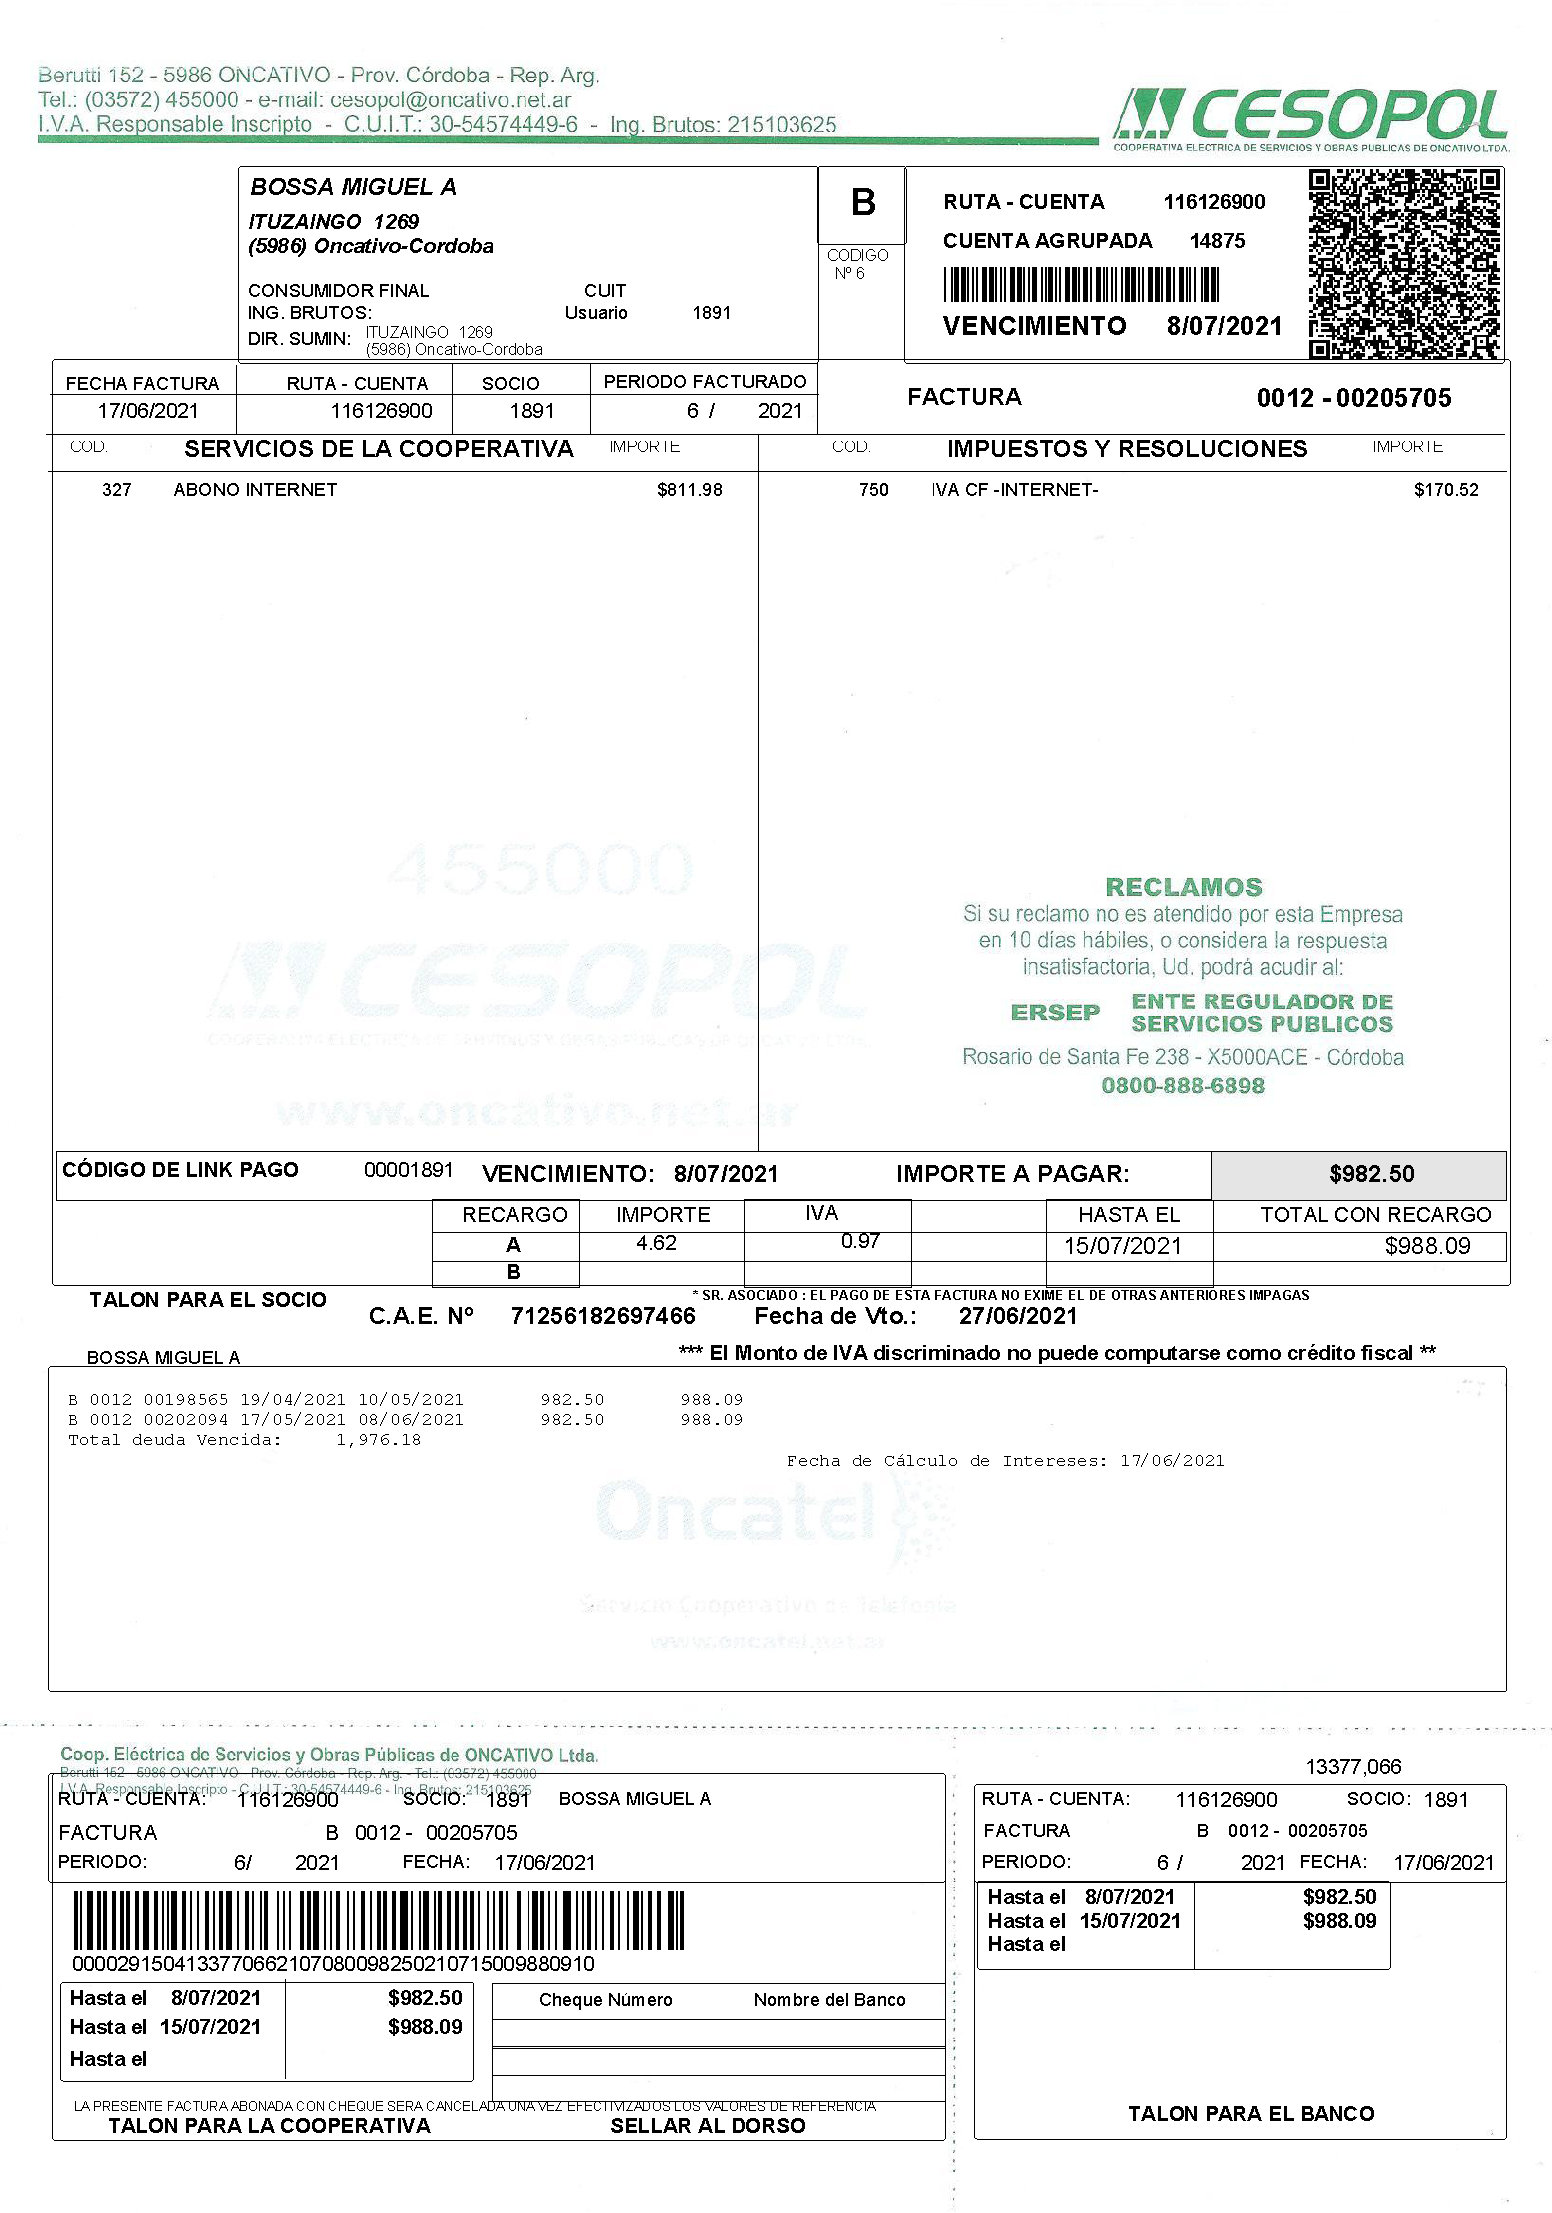 Berutti 152 - 5986 ONCATIVO - Prov. Córdoba - Rep. Arg.
Tel.: (03572) 455000 - e-mail: cesopol@oncativo.net.ar
I.V.A. Responsable Inscripto - C.U.I.T.: 30-54574449-6 - Ing. Brutos: 215103625
CESOPOL
COOPERATIVA ELECTRICA DE SERVICIOS Y OBRAS PUBLICAS DE ONCATIVO LTDA.
BOSSA MIGUEL A
ITUZAINGO 1269
(5986) Oncativo-Cordoba
CONSUMIDOR FINAL CUIT
ING. BRUTOS: Usuario 1891
DIR. SUMIN: ITUZAINGO 1269
(5986) Oncativo-Cordoba
B
CODIGO
Nº 6
RUTA - CUENTA 116126900
CUENTA AGRUPADA 14875
VENCIMIENTO 8/07/2021
FECHA FACTURA RUTA - CUENTA SOCIO PERIODO FACTURADO
17/06/2021 116126900 1891 6 / 2021
FACTURA 0012 - 00205705
COD. SERVICIOS DE LA COOPERATIVA IMPORTE COD. IMPUESTOS Y RESOLUCIONES IMPORTE
327 ABONO INTERNET $811.98 750 IVA CF -INTERNET- $170.52
455000
CESOPOL
www.oncativo.net.ar
RECLAMOS
Si su reclamo no es atendido por esta Empresa
en 10 días hábiles, o considera la respuesta
insatisfactoria, Ud. podrá acudir al:
ERSEP ENTE REGULADOR DE
SERVICIOS PUBLICOS
Rosario de Santa Fe 238 - X5000ACE - Córdoba
0800-888-6898
CÓDIGO DE LINK PAGO 00001891 VENCIMIENTO: 8/07/2021 IMPORTE A PAGAR: $982.50
RECARGO IMPORTE IVA HASTA EL TOTAL CON RECARGO
A 4.62 0.97 15/07/2021 $988.09
B
TALON PARA EL SOCIO * SR. ASOCIADO : EL PAGO DE ESTA FACTURA NO EXIME EL DE OTRAS ANTERIORES IMPAGAS
C.A.E. Nº 71256182697466 Fecha de Vto.: 27/06/2021
BOSSA MIGUEL A *** El Monto de IVA discriminado no puede computarse como crédito fiscal **
B 0012 00198565 19/04/2021 10/05/2021 982.50 988.09
B 0012 00202094 17/05/2021 08/06/2021 982.50 988.09
Total deuda Vencida: 1,976.18
Fecha de Cálculo de Intereses: 17/06/2021
Oncatel
Servicio Cooperativo de Telefonía
www.oncatel.net.ar
Coop. Eléctrica de Servicios y Obras Públicas de ONCATIVO Ltda.
Berutti 152 - 5986 ONCATIVO - Prov. Córdoba - Rep. Arg. - Tel.: (03572) 455000
I.V.A. Responsable Inscripto - C.U.I.T.: 30-54574449-6 - Ing. Brutos: 215103625
RUTA - CUENTA: 116126900 SOCIO: 1891 BOSSA MIGUEL A
FACTURA B 0012 - 00205705
PERIODO: 6/ 2021 FECHA: 17/06/2021
0000291504133770662107080098250210715009880910
Hasta el 8/07/2021 $982.50
Hasta el 15/07/2021 $988.09
Hasta el
Cheque Número Nombre del Banco
LA PRESENTE FACTURA ABONADA CON CHEQUE SERA CANCELADA UNA VEZ EFECTIVIZADOS LOS VALORES DE REFERENCIA
TALON PARA LA COOPERATIVA SELLAR AL DORSO
13377,066
RUTA - CUENTA: 116126900 SOCIO: 1891
FACTURA B 0012 - 00205705
PERIODO: 6 / 2021 FECHA: 17/06/2021
Hasta el 8/07/2021 $982.50
Hasta el 15/07/2021 $988.09
Hasta el
TALON PARA EL BANCO